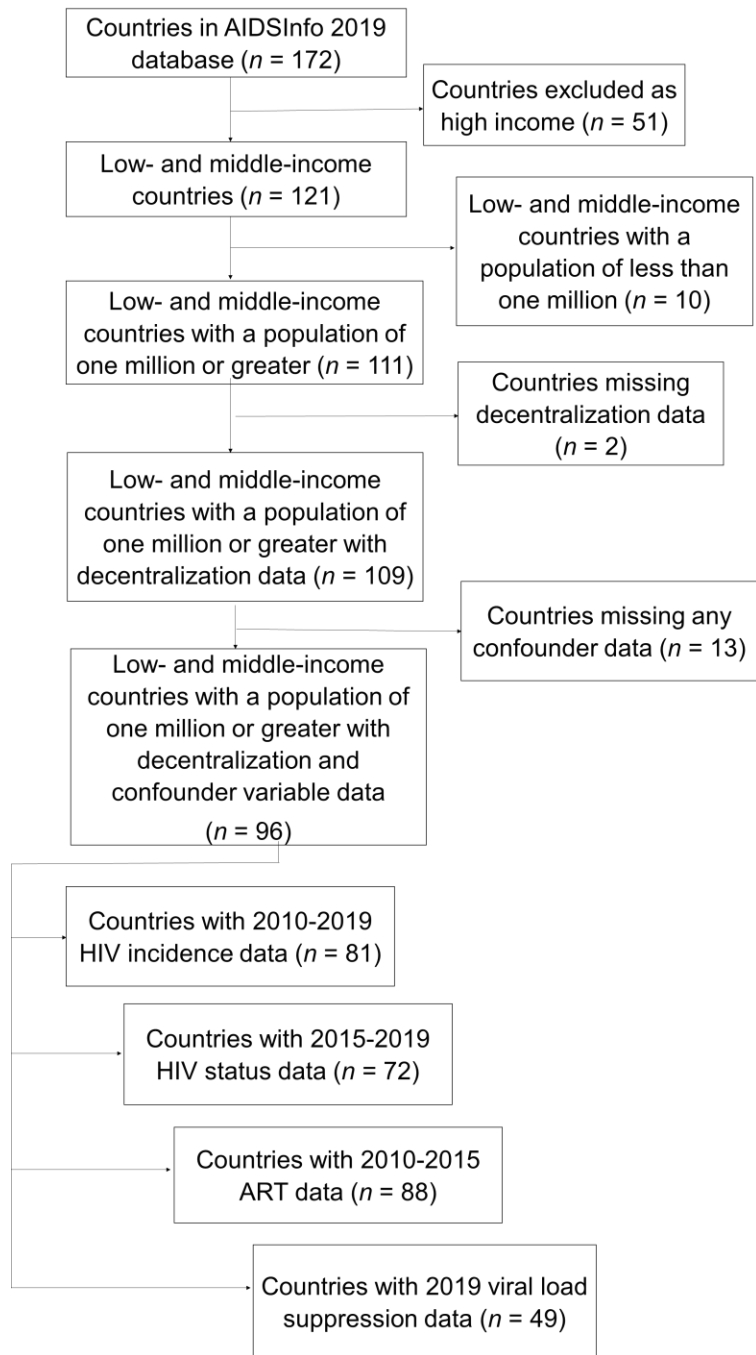 Countries in AIDSInfo 2019
database (n = 172)
Countries excluded as
high income (n = 51)
Low- and middle-income
countries (n = 121)
Low- and middle-income
countries with a
population of less than
one million (n = 10)
Low- and middle-income
countries with a population of
one million or greater (n = 111)
Countries missing
decentralization data
(n = 2)
Low- and middle-income
countries with a population of
one million or greater with
decentralization data (n = 109)
Countries missing any
confounder data (n = 13)
Low- and middle-income
countries with a population of
one million or greater with
decentralization and
confounder variable data
(n = 96)
Countries with 2010-2019
HIV incidence data (n = 81)
Countries with 2015-2019
HIV status data (n = 72)
Countries with 2010-2015
ART data (n = 88)
Countries with 2019 viral load
suppression data (n = 49)